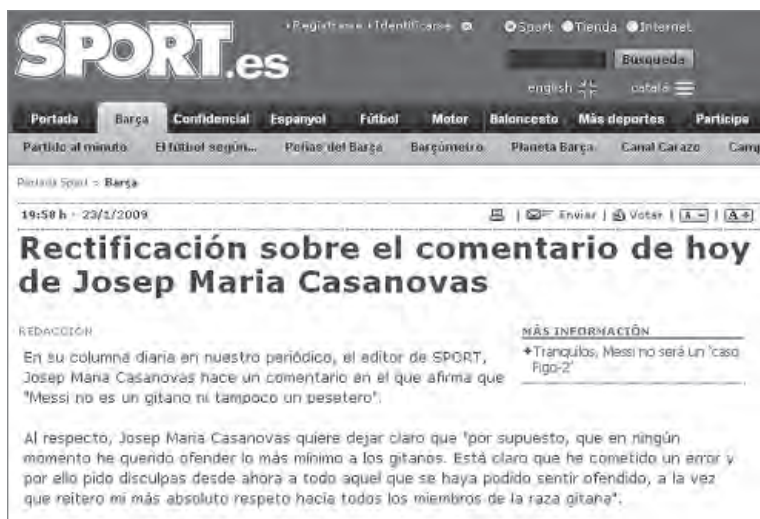 SPORT.es
Registrarse Identificarse Sport Tienda Internet
Búsqueda
english català
Portada Barça Confidencial Espanyol Fútbol Motor Baloncesto Más deportes Participa
Partido al minuto El fútbol según... Peñas del Barça Barçómetro Planeta Barça Canal Carazo
Portada Sport > Barça
19:58 h - 23/1/2009 | Enviar | Votar | A - | A +
Rectificación sobre el comentario de hoy
de Josep Maria Casanovas
REDACCIÓN
MÁS INFORMACIÓN
Tranquilos, Messi no será un 'caso
Figo-2'
En su columna diaria en nuestro periódico, el editor de SPORT,
Josep Maria Casanovas hace un comentario en el que afirma que
"Messi no es un gitano ni tampoco un pesetero".
Al respecto, Josep Maria Casanovas quiere dejar claro que "por supuesto, que en ningún
momento he querido ofender lo más mínimo a los gitanos. Está claro que he cometido un error y
por ello pido disculpas desde ahora a todo aquel que se haya podido sentir ofendido, a la vez
que reitero mi más absoluto respeto hacia todos los miembros de la raza gitana".